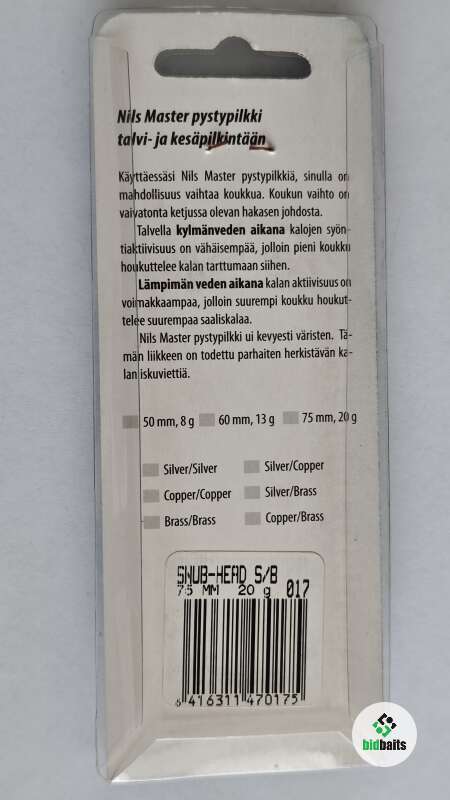 Nils Master pystypilkki
talvi- ja kesäpilkintään
Käyttäessäsi Nils Master pystypilkkiä, sinulla on
mahdollisuus vaihtaa koukkua. Koukun vaihto on
vaivatonta ketjussa olevan hakasen johdosta.
Talvella kylmänveden aikana kalojen syön-
tiaktiivisuus on vähäisempää, jolloin pieni koukku
houkuttelee kalan tarttumaan siihen.
Lämpimän veden aikana kalan aktiivisuus on
voimakkaampaa, jolloin suurempi koukku houkut-
telee suurempaa saaliskalaa.
Nils Master pystypilkki ui kevyesti väristen. Tä-
män liikkeen on todettu parhaiten herkistävän ka-
lan iskuviettiä.
50 mm, 8 g 60 mm, 13 g 75 mm, 20 g
Silver/Silver Silver/Copper
Copper/Copper Silver/Brass
Brass/Brass Copper/Brass
SNUB-HEAD S/B
75 MM 20 g 017
6 416311 470175
bidbaits